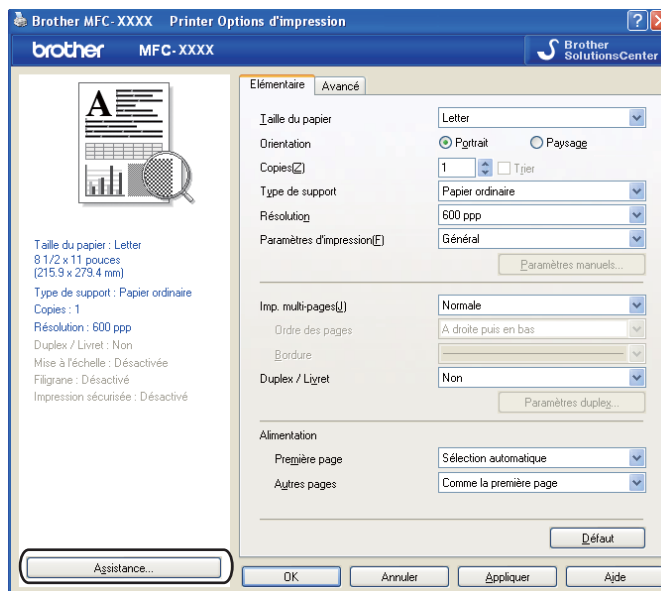 Brother MFC-XXXX Printer Options d'impression
brother MFC-XXXX
Brother
SolutionsCenter
A
Taille du papier : Letter
8 1/2 x 11 pouces
(215.9 x 279.4 mm)
Type de support : Papier ordinaire
Copies : 1
Résolution : 600 ppp
Duplex / Livret : Non
Mise à l'échelle : Désactivée
Filigrane : Désactivé
Impression sécurisée : Désactivé
Assistance...
Elémentaire Avancé
Taille du papier Letter
Orientation Portrait Paysage
Copies(Z) 1 Trier
Type de support Papier ordinaire
Résolution 600 ppp
Paramètres d'impression(F) Général
Paramètres manuels...
Imp. multi-pages(J) Normale
Ordre des pages A droite puis en bas
Bordure
Duplex / Livret Non
Paramètres duplex...
Alimentation
Première page Sélection automatique
Autres pages Comme la première page
Défaut
OK Annuler Appliquer Aide